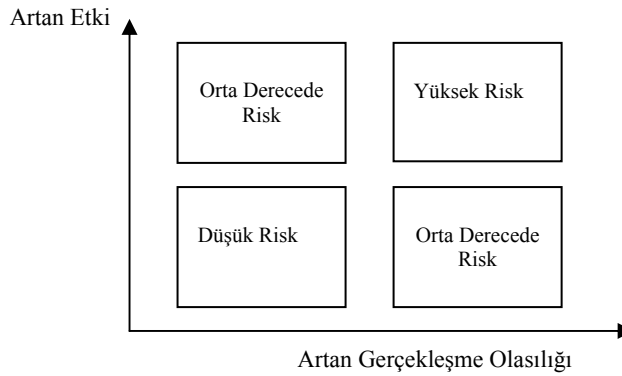 Artan Etki
Orta Derecede
Risk
Yüksek Risk
Düşük Risk
Orta Derecede
Risk
Artan Gerçekleşme Olasılığı